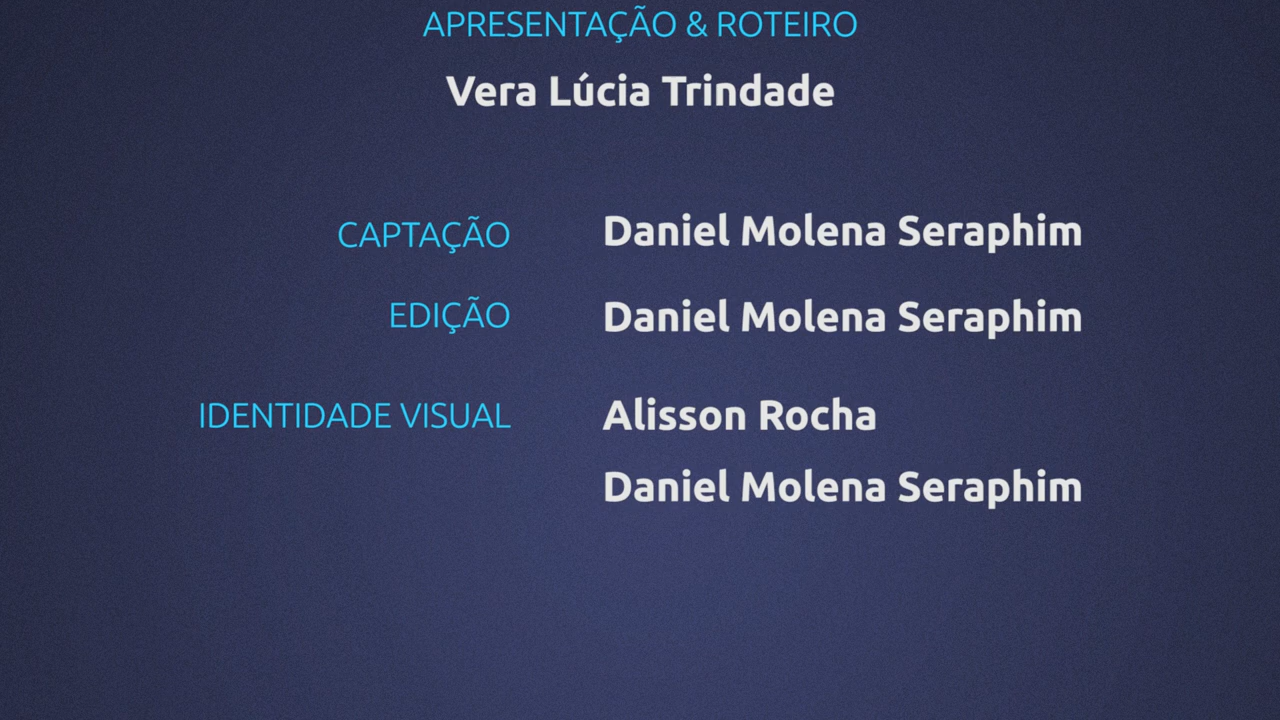 APRESENTAÇÃO & ROTEIRO
Vera Lúcia Trindade
CAPTAÇÃO Daniel Molena Seraphim
EDIÇÃO Daniel Molena Seraphim
IDENTIDADE VISUAL Alisson Rocha
Daniel Molena Seraphim